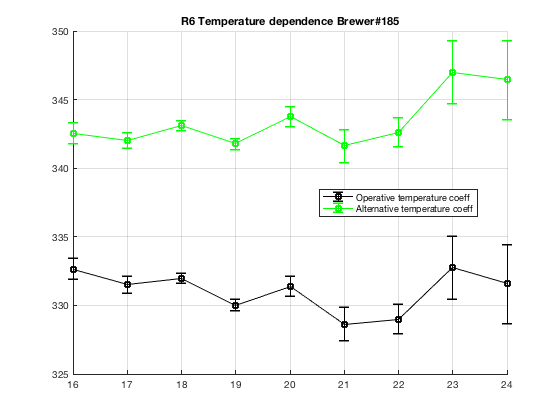 R6 Temperature dependence Brewer#185
350
345
340
335
330
325
Operative temperature coeff
Alternative temperature coeff
16 17 18 19 20 21 22 23 24